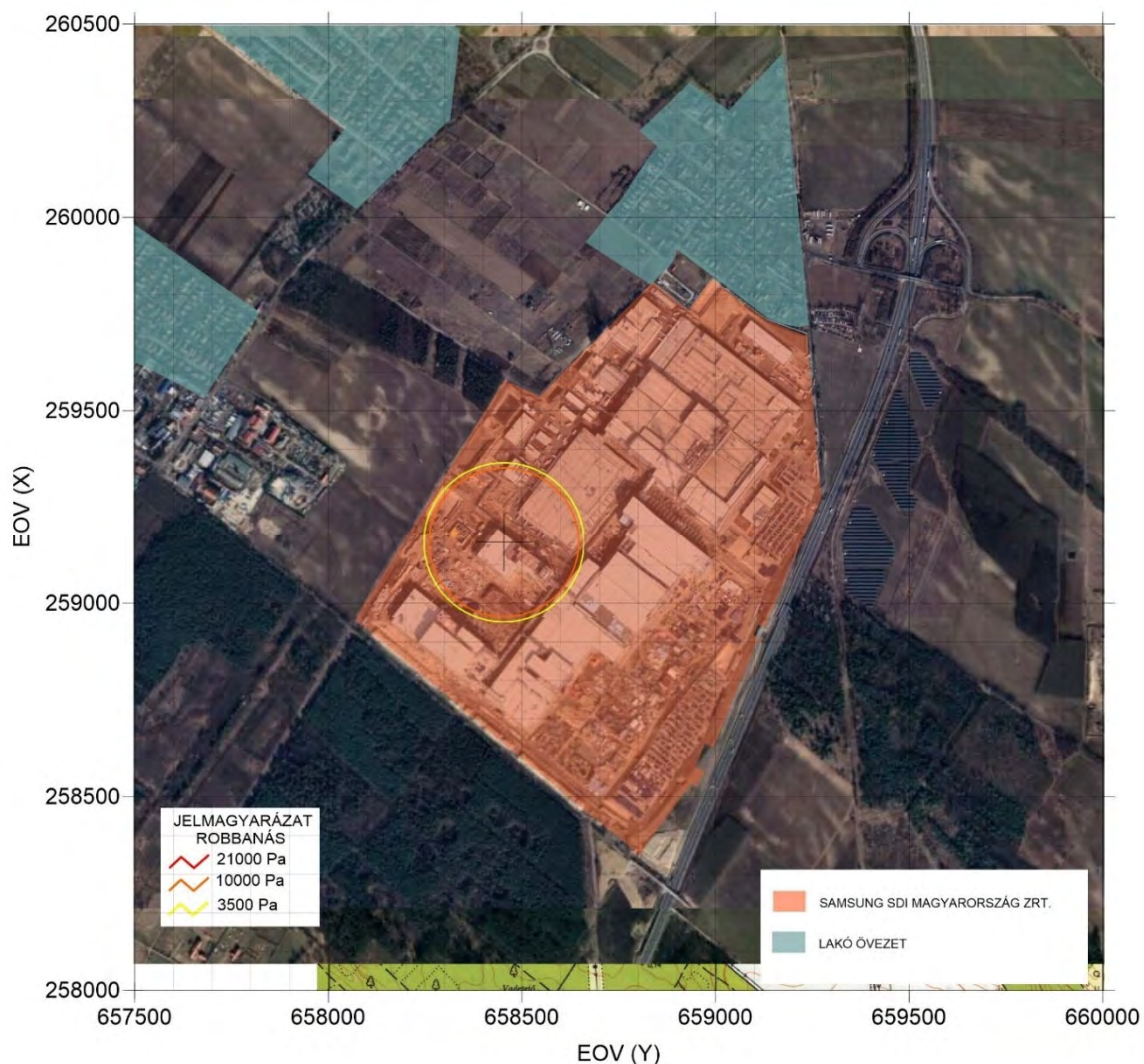 260500
260000
259500
259000
258500
258000
EOV (X)
JELMAGYARÁZAT
ROBBANÁS
21000 Pa
10000 Pa
3500 Pa
SAMSUNG SDI MAGYARORSZÁG ZRT.
LAKÓ ÖVEZET
657500
658000
658500
659000
659500
660000
EOV (Y)